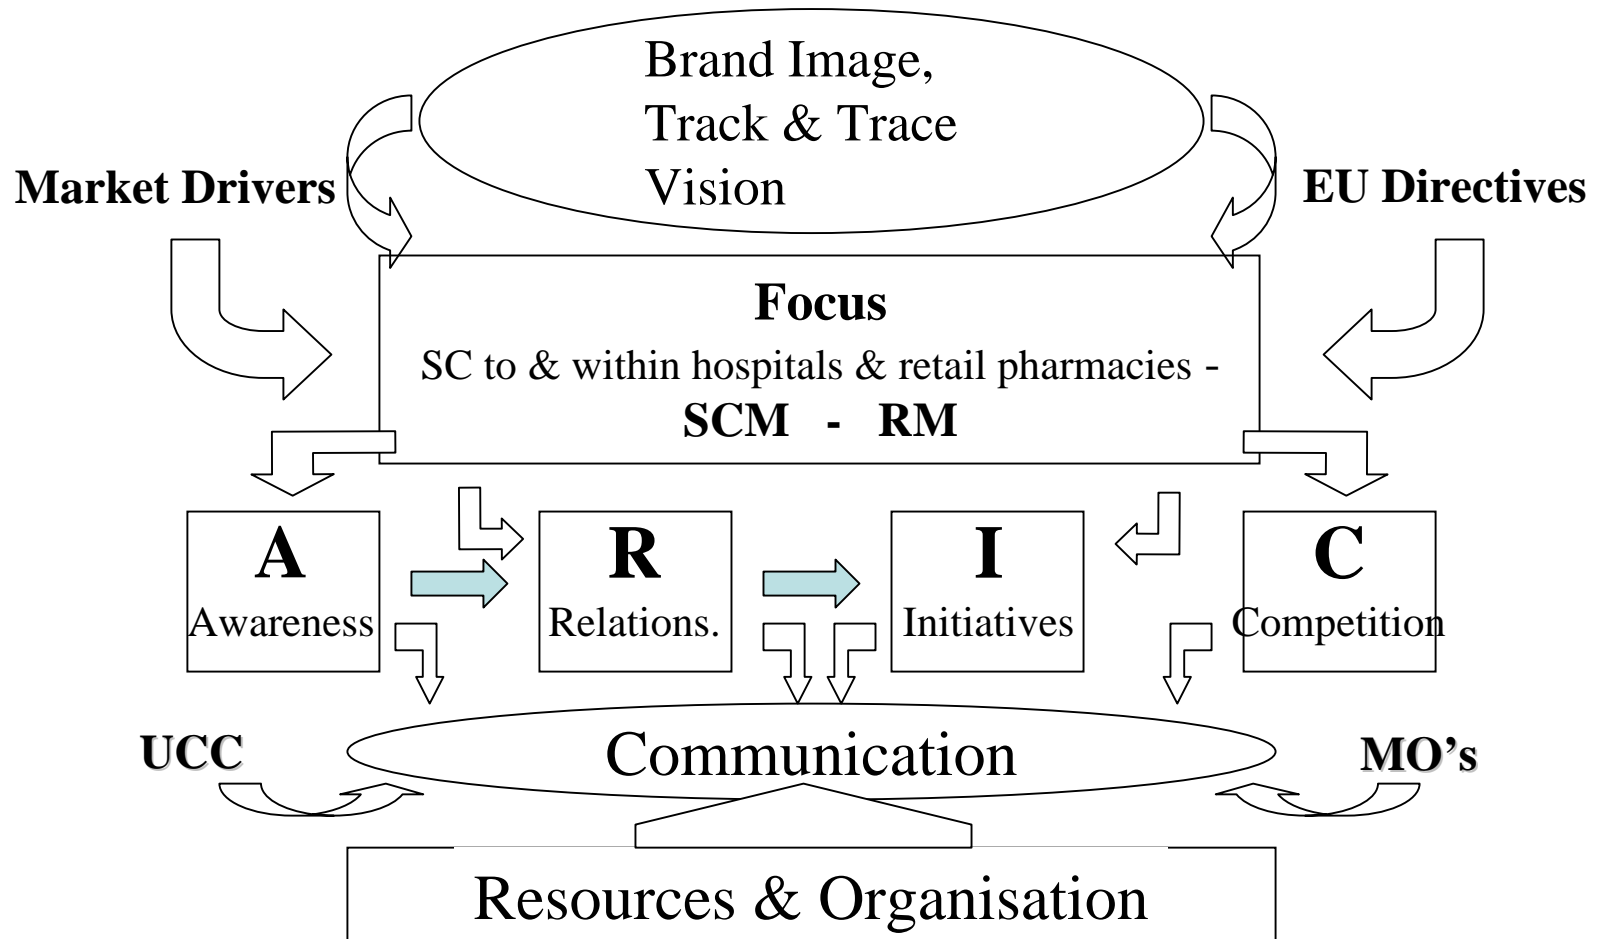 Brand Image,
Track & Trace
Vision
Market Drivers
EU Directives
Focus
SC to & within hospitals & retail pharmacies -
SCM - RM
A
Awareness
R
Relations.
I
Initiatives
C
Competition
UCC
Communication
MO’s
Resources & Organisation